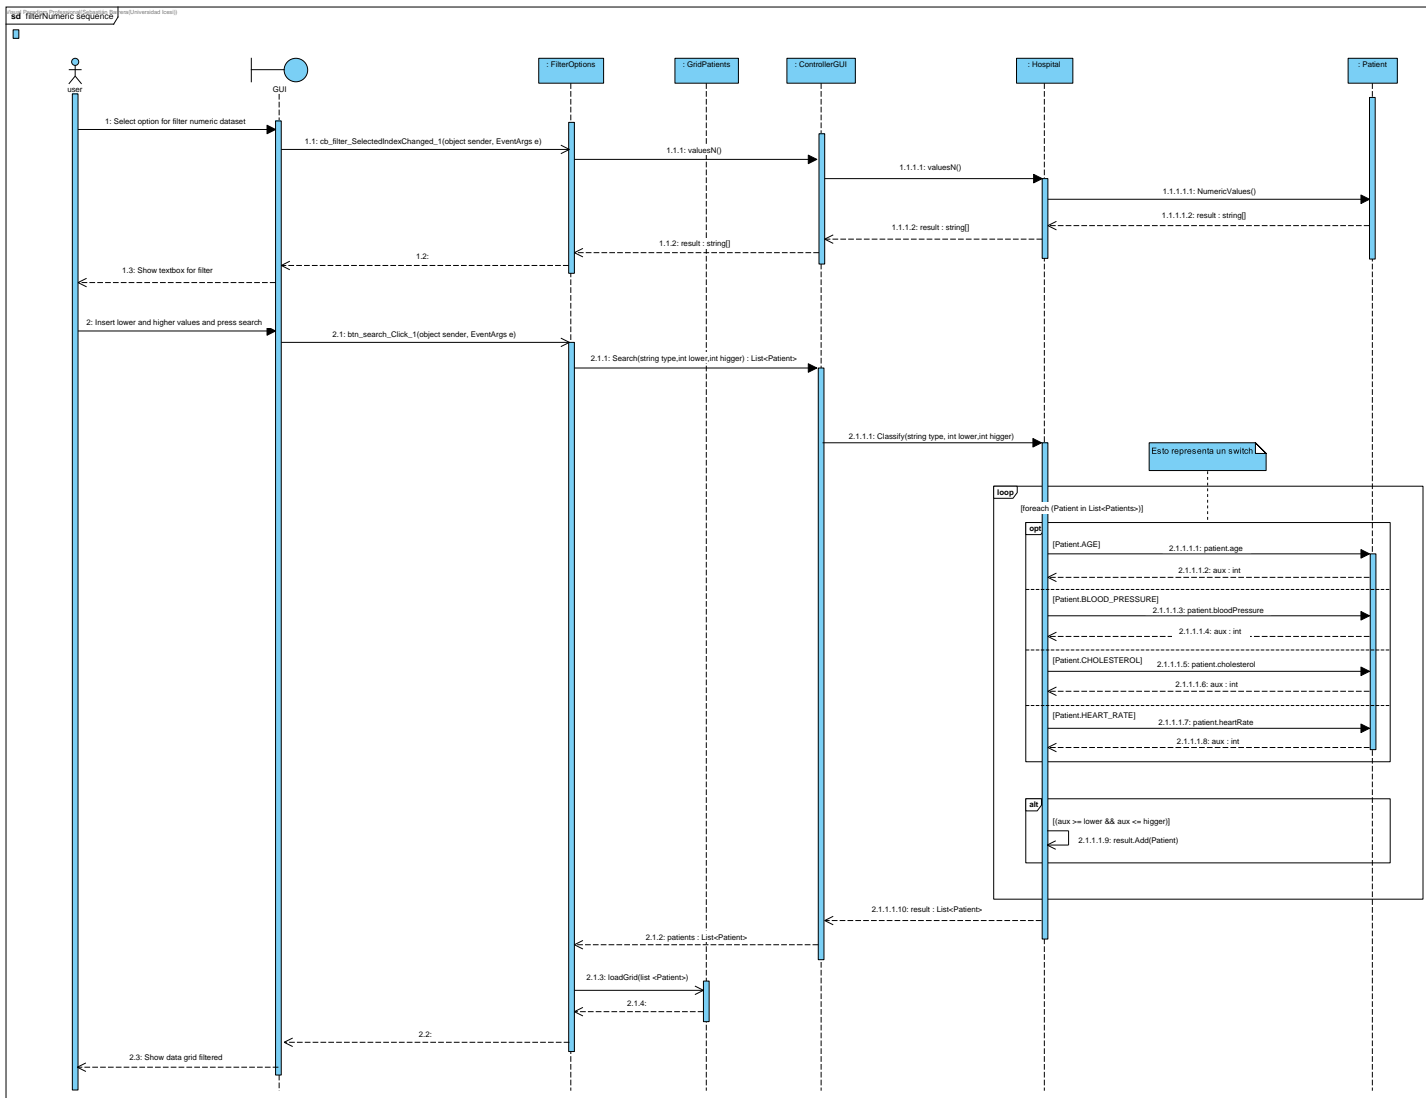 Visual Paradigm Professional(Sebastián Barrera(Universidad Icesi))
sd filterNumeric sequence
user
GUI
: FilterOptions
: GridPatients
: ControllerGUI
: Hospital
: Patient
1: Select option for filter numeric dataset
1.1: cb_filter_SelectedIndexChanged_1(object sender, EventArgs e)
1.1.1: valuesN()
1.1.1.1: valuesN()
1.1.1.1.1: NumericValues()
1.1.1.1.2: result : string[]
1.1.1.2: result : string[]
1.1.2: result : string[]
1.2:
1.3: Show textbox for filter
2: Insert lower and higher values and press search
2.1: btn_search_Click_1(object sender, EventArgs e)
2.1.1: Search(string type,int lower,int higger) : List<Patient>
2.1.1.1: Classify(string type, int lower,int higger)
Esto representa un switch
loop
[foreach (Patient in List<Patients>)]
opt
[Patient.AGE]
2.1.1.1.1: patient.age
2.1.1.1.2: aux : int
[Patient.BLOOD_PRESSURE]
2.1.1.1.3: patient.bloodPressure
2.1.1.1.4: aux : int
[Patient.CHOLESTEROL]
2.1.1.1.5: patient.cholesterol
2.1.1.1.6: aux : int
[Patient.HEART_RATE]
2.1.1.1.7: patient.heartRate
2.1.1.1.8: aux : int
alt
[(aux >= lower && aux <= higger)]
2.1.1.1.9: result.Add(Patient)
2.1.1.1.10: result : List<Patient>
2.1.2: patients : List<Patient>
2.1.3: loadGrid(list <Patient>)
2.1.4:
2.2:
2.3: Show data grid filtered